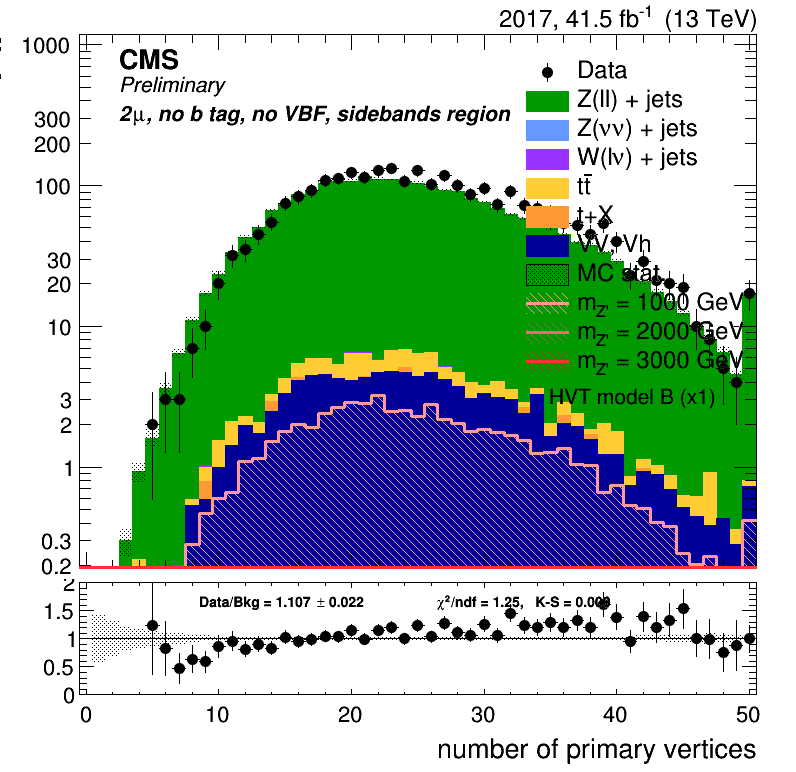 2017, 41.5 fb⁻¹ (13 TeV)
CMS
Preliminary
2μ, no b tag, no VBF, sidebands region
Data
Z(ll) + jets
Z(νν) + jets
W(lν) + jets
tt̄
t+X
VV, Vh
MC stat.
m_Z' = 1000 GeV
m_Z' = 2000 GeV
m_Z' = 3000 GeV
HVT model B (x1)
1000
300
200
100
30
20
10
3
2
1
0.3
0.2
Data/Bkg = 1.107 ± 0.022
χ²/ndf = 1.25, K-S = 0.00
2
1.5
1
0.5
0
0 10 20 30 40 50
number of primary vertices